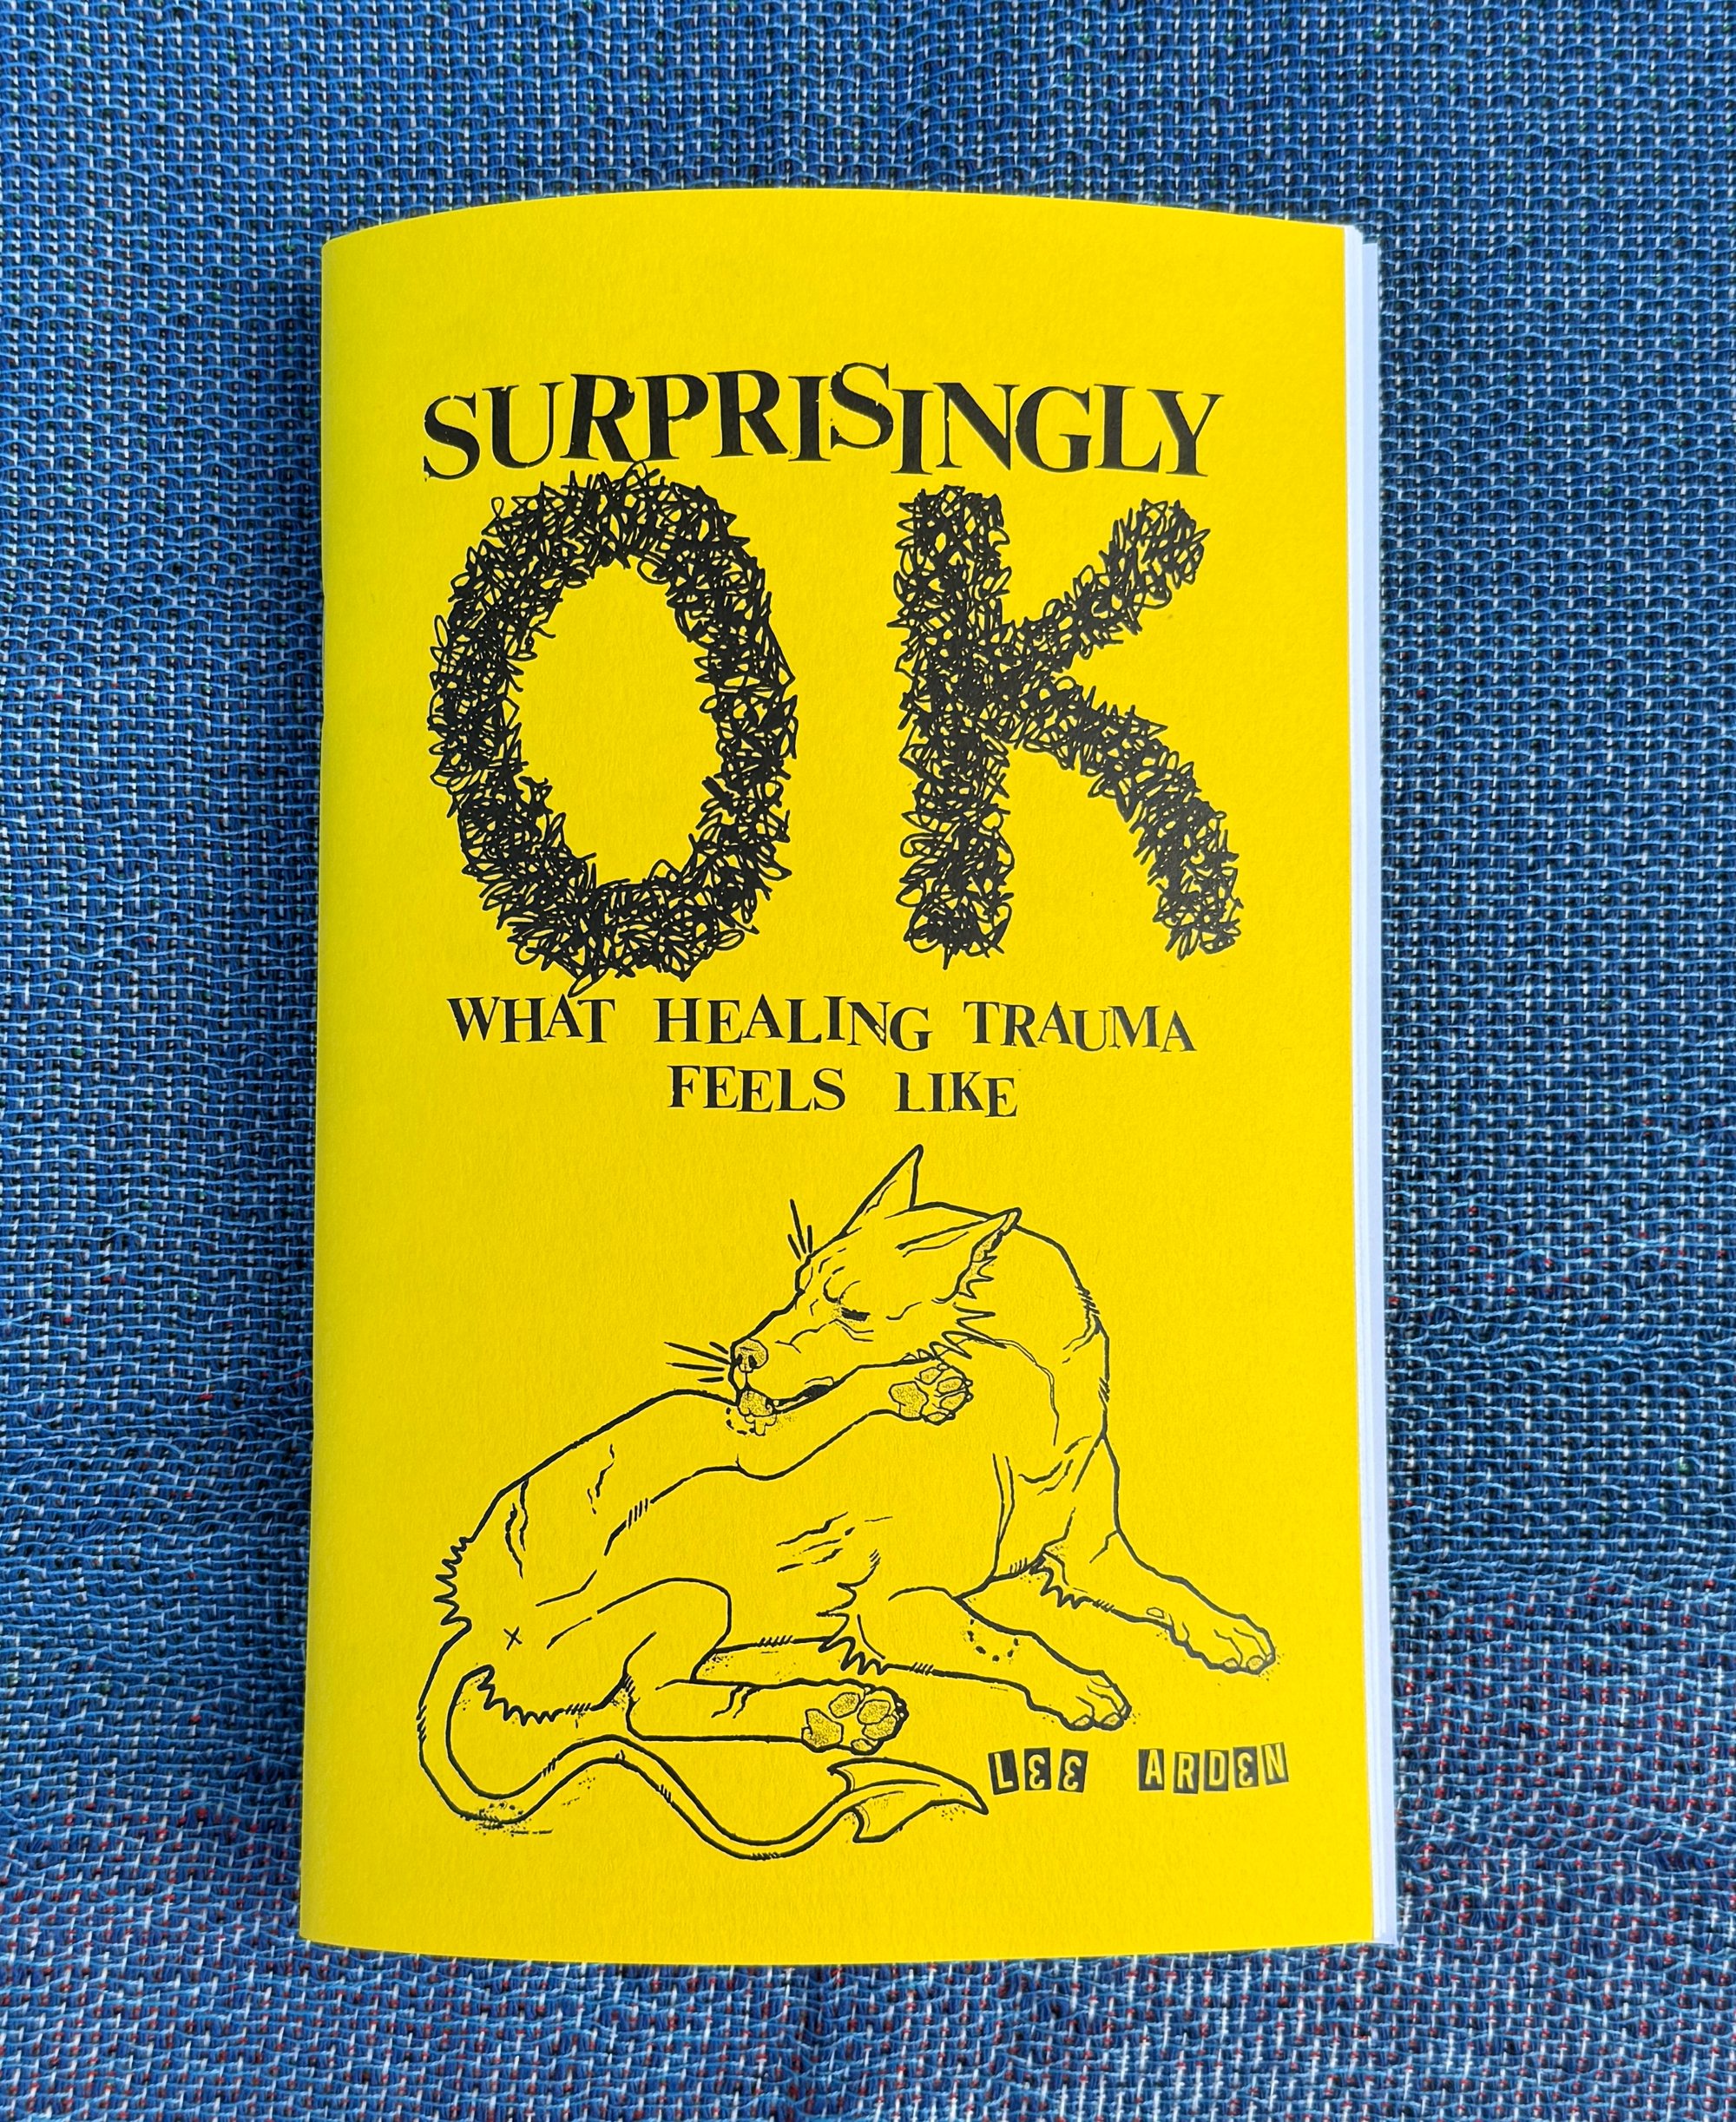 SURPRISINGLY
OK
WHAT HEALING TRAUMA
FEELS LIKE
LEE ARDEN